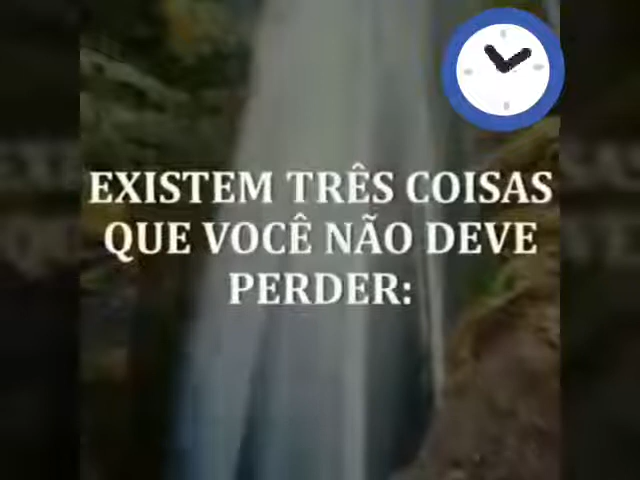 EXISTEM TRÊS COISAS
QUE VOCÊ NÃO DEVE
PERDER: